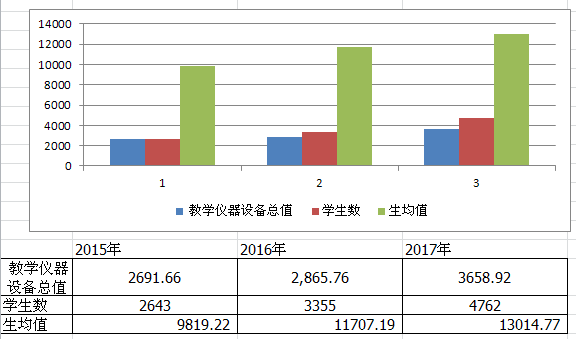 14000
12000
10000
8000
6000
4000
2000
0
1 2 3
教学仪器设备总值 学生数 生均值
2015年 2016年 2017年
教学仪器
设备总值 2691.66 2,865.76 3658.92
学生数 2643 3355 4762
生均值 9819.22 11707.19 13014.77